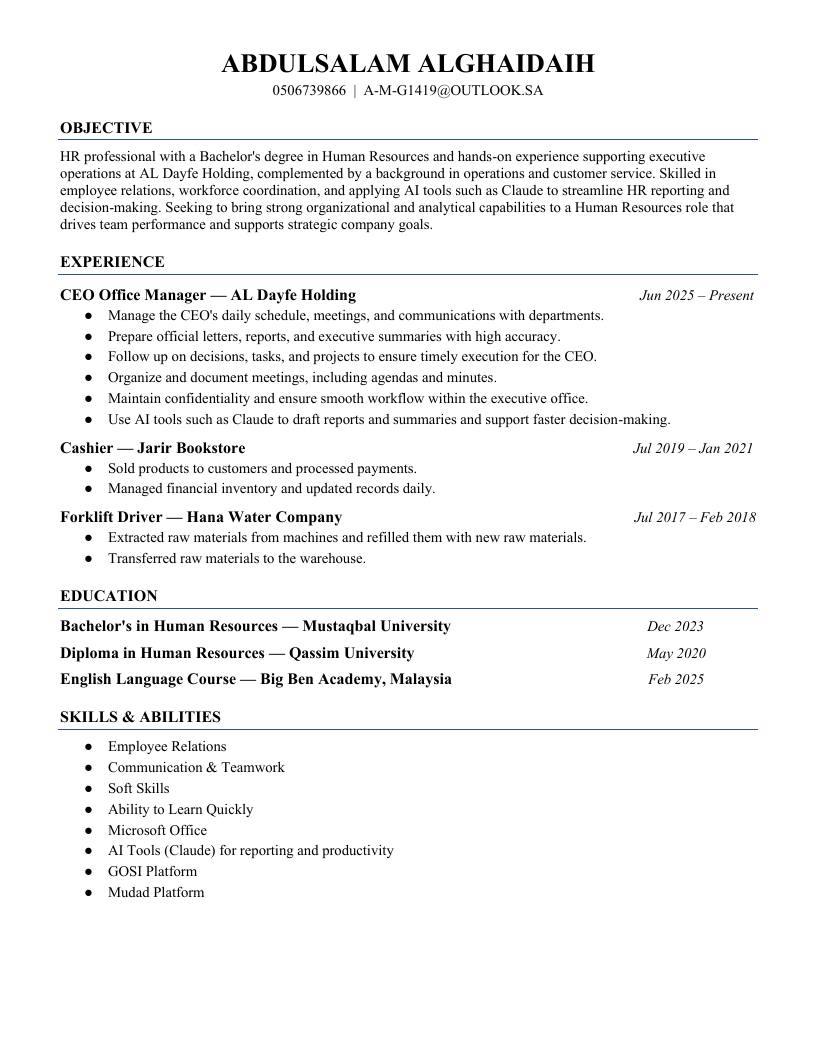 ABDULSALAM ALGHAIDAIH
0506739866 | A-M-G1419@OUTLOOK.SA
OBJECTIVE
HR professional with a Bachelor's degree in Human Resources and hands-on experience supporting executive
operations at AL Dayfe Holding, complemented by a background in operations and customer service. Skilled in
employee relations, workforce coordination, and applying AI tools such as Claude to streamline HR reporting and
decision-making. Seeking to bring strong organizational and analytical capabilities to a Human Resources role that
drives team performance and supports strategic company goals.
EXPERIENCE
CEO Office Manager — AL Dayfe Holding Jun 2025 – Present
● Manage the CEO's daily schedule, meetings, and communications with departments.
● Prepare official letters, reports, and executive summaries with high accuracy.
● Follow up on decisions, tasks, and projects to ensure timely execution for the CEO.
● Organize and document meetings, including agendas and minutes.
● Maintain confidentiality and ensure smooth workflow within the executive office.
● Use AI tools such as Claude to draft reports and summaries and support faster decision-making.
Cashier — Jarir Bookstore Jul 2019 – Jan 2021
● Sold products to customers and processed payments.
● Managed financial inventory and updated records daily.
Forklift Driver — Hana Water Company Jul 2017 – Feb 2018
● Extracted raw materials from machines and refilled them with new raw materials.
● Transferred raw materials to the warehouse.
EDUCATION
Bachelor's in Human Resources — Mustaqbal University Dec 2023
Diploma in Human Resources — Qassim University May 2020
English Language Course — Big Ben Academy, Malaysia Feb 2025
SKILLS & ABILITIES
● Employee Relations
● Communication & Teamwork
● Soft Skills
● Ability to Learn Quickly
● Microsoft Office
● AI Tools (Claude) for reporting and productivity
● GOSI Platform
● Mudad Platform